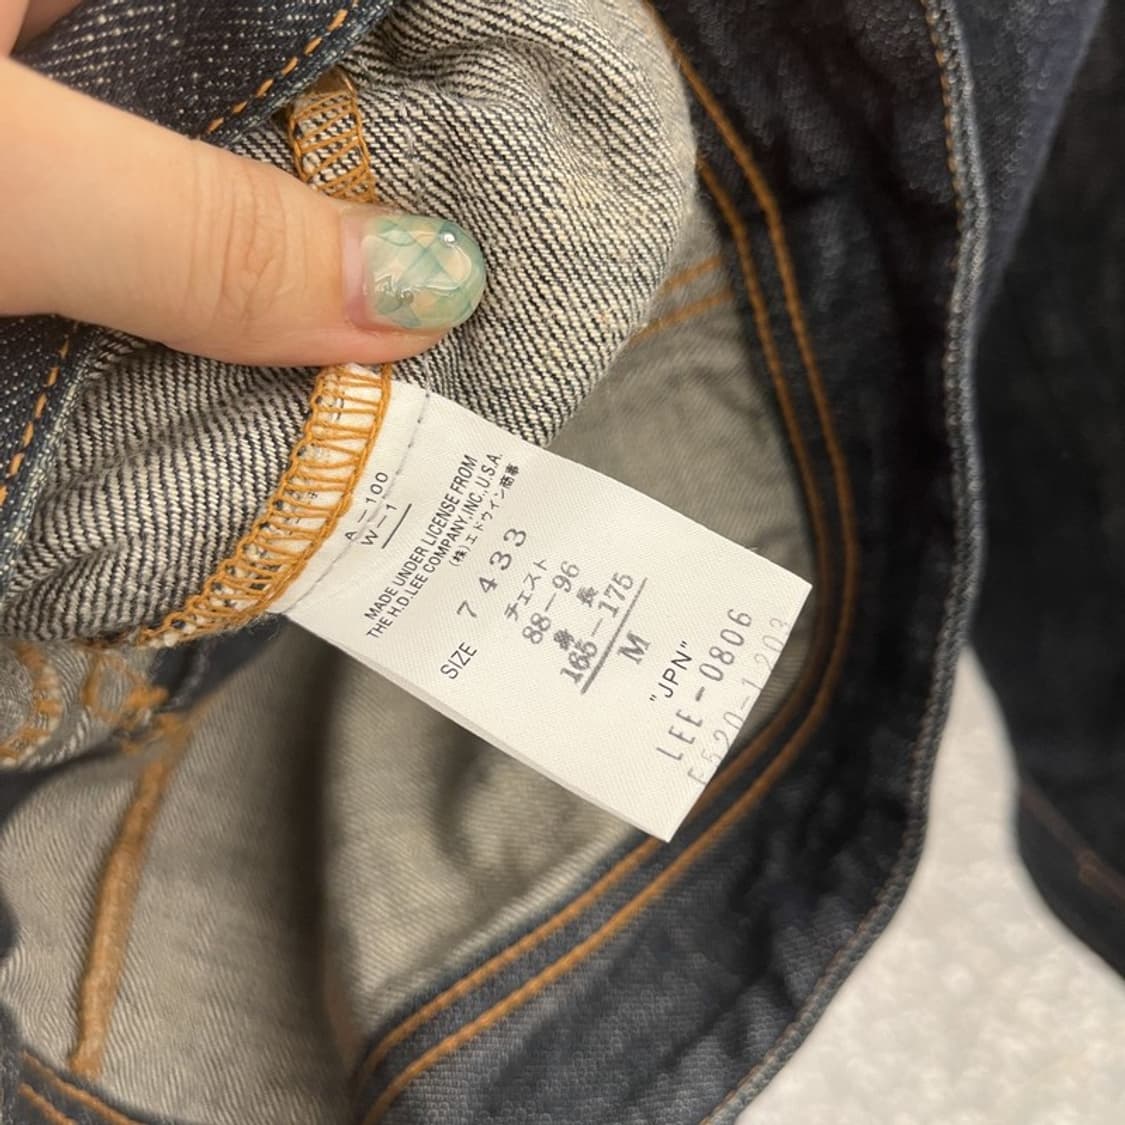 A-100
W-1
MADE UNDER LICENSE FROM
THE H.D.LEE COMPANY,INC.,U.S.A.
(株)エドウイン商事
SIZE 7433
チェスト
88-96
身長
165-175
M
"JPN"
LEE-0806